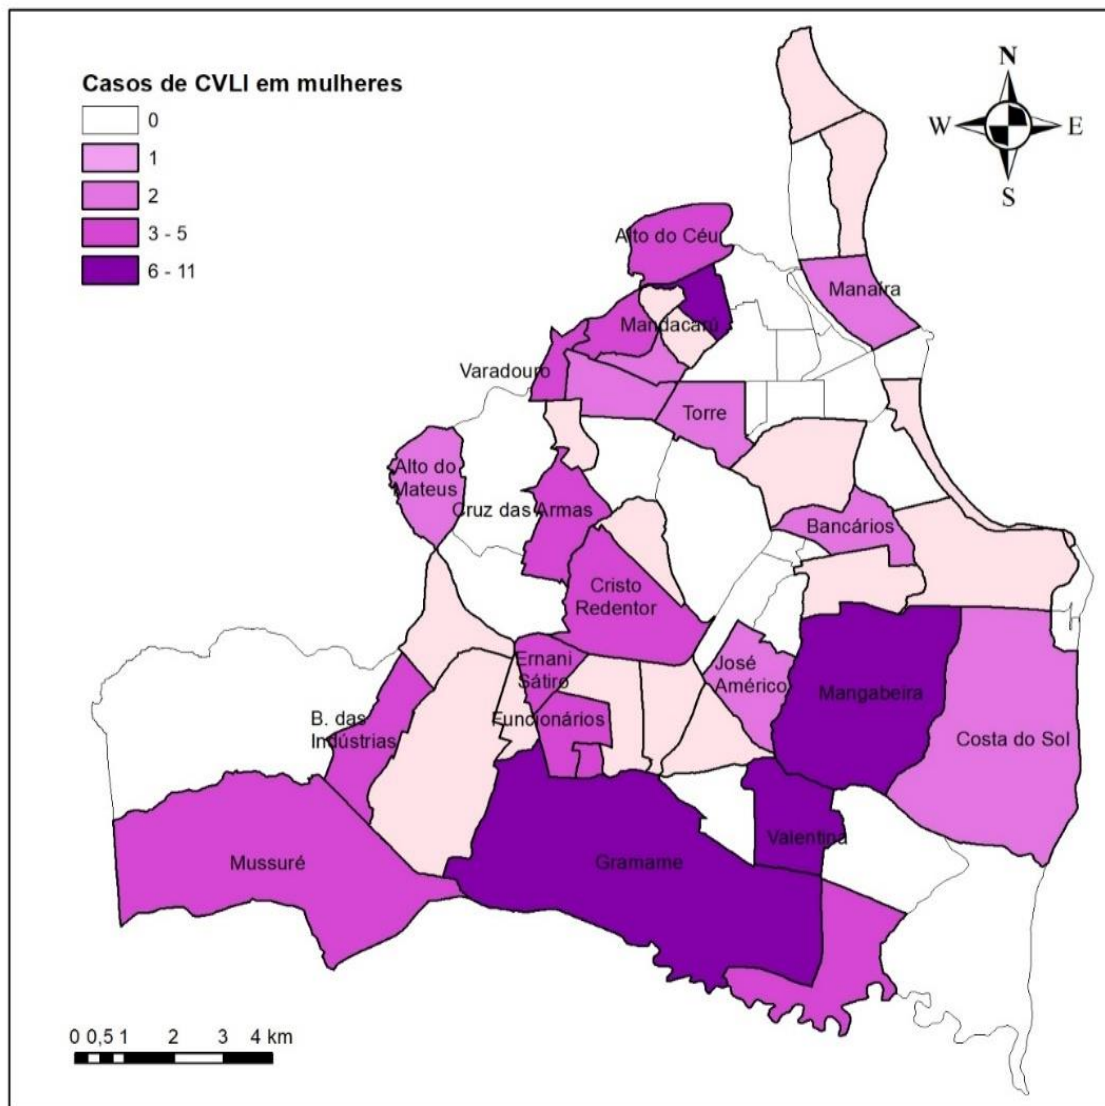 Casos de CVLI em mulheres
0
1
2
3 - 5
6 - 11
N
W
E
S
Alto do Céu
Manaíra
Mandacarú
Varadouro
Torre
Alto do
Mateus
Cruz das Armas
Bancários
Cristo
Redentor
Ernani
Sátiro
José
Américo
Mangabeira
B. das
Indústrias
Funcionários
Costa do Sol
Valentina
Mussuré
Gramame
0 0,5 1 2 3 4 km